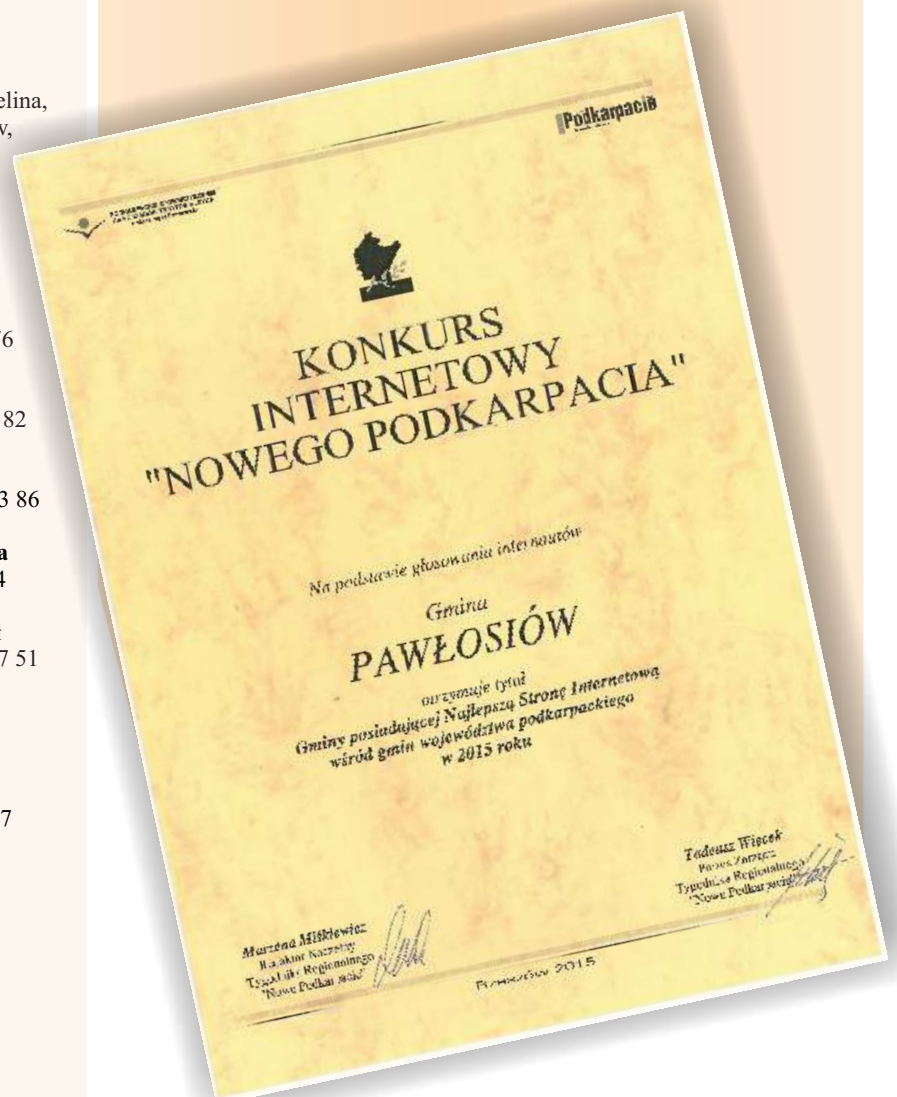 elina,
w,
76
82
3 86
a
4
7 51
7
Podkarpacie
KONKURS
INTERNETOWY
"NOWEGO PODKARPACIA"
Na podstawie głosowania internautów
Gmina
PAWŁOSIÓW
otrzymuje tytuł
Gminy posiadającej Najlepszą Stronę Internetową
wśród gmin województwa podkarpackiego
w 2015 roku
Tadeusz Więcek
Prezes Zarządu
Tygodnika Regionalnego
"Nowe Podkarpacie"
Marzena Miśkiewicz
Redaktor Naczelny
Tygodnika Regionalnego
"Nowe Podkarpacie"
Rzeszów 2015